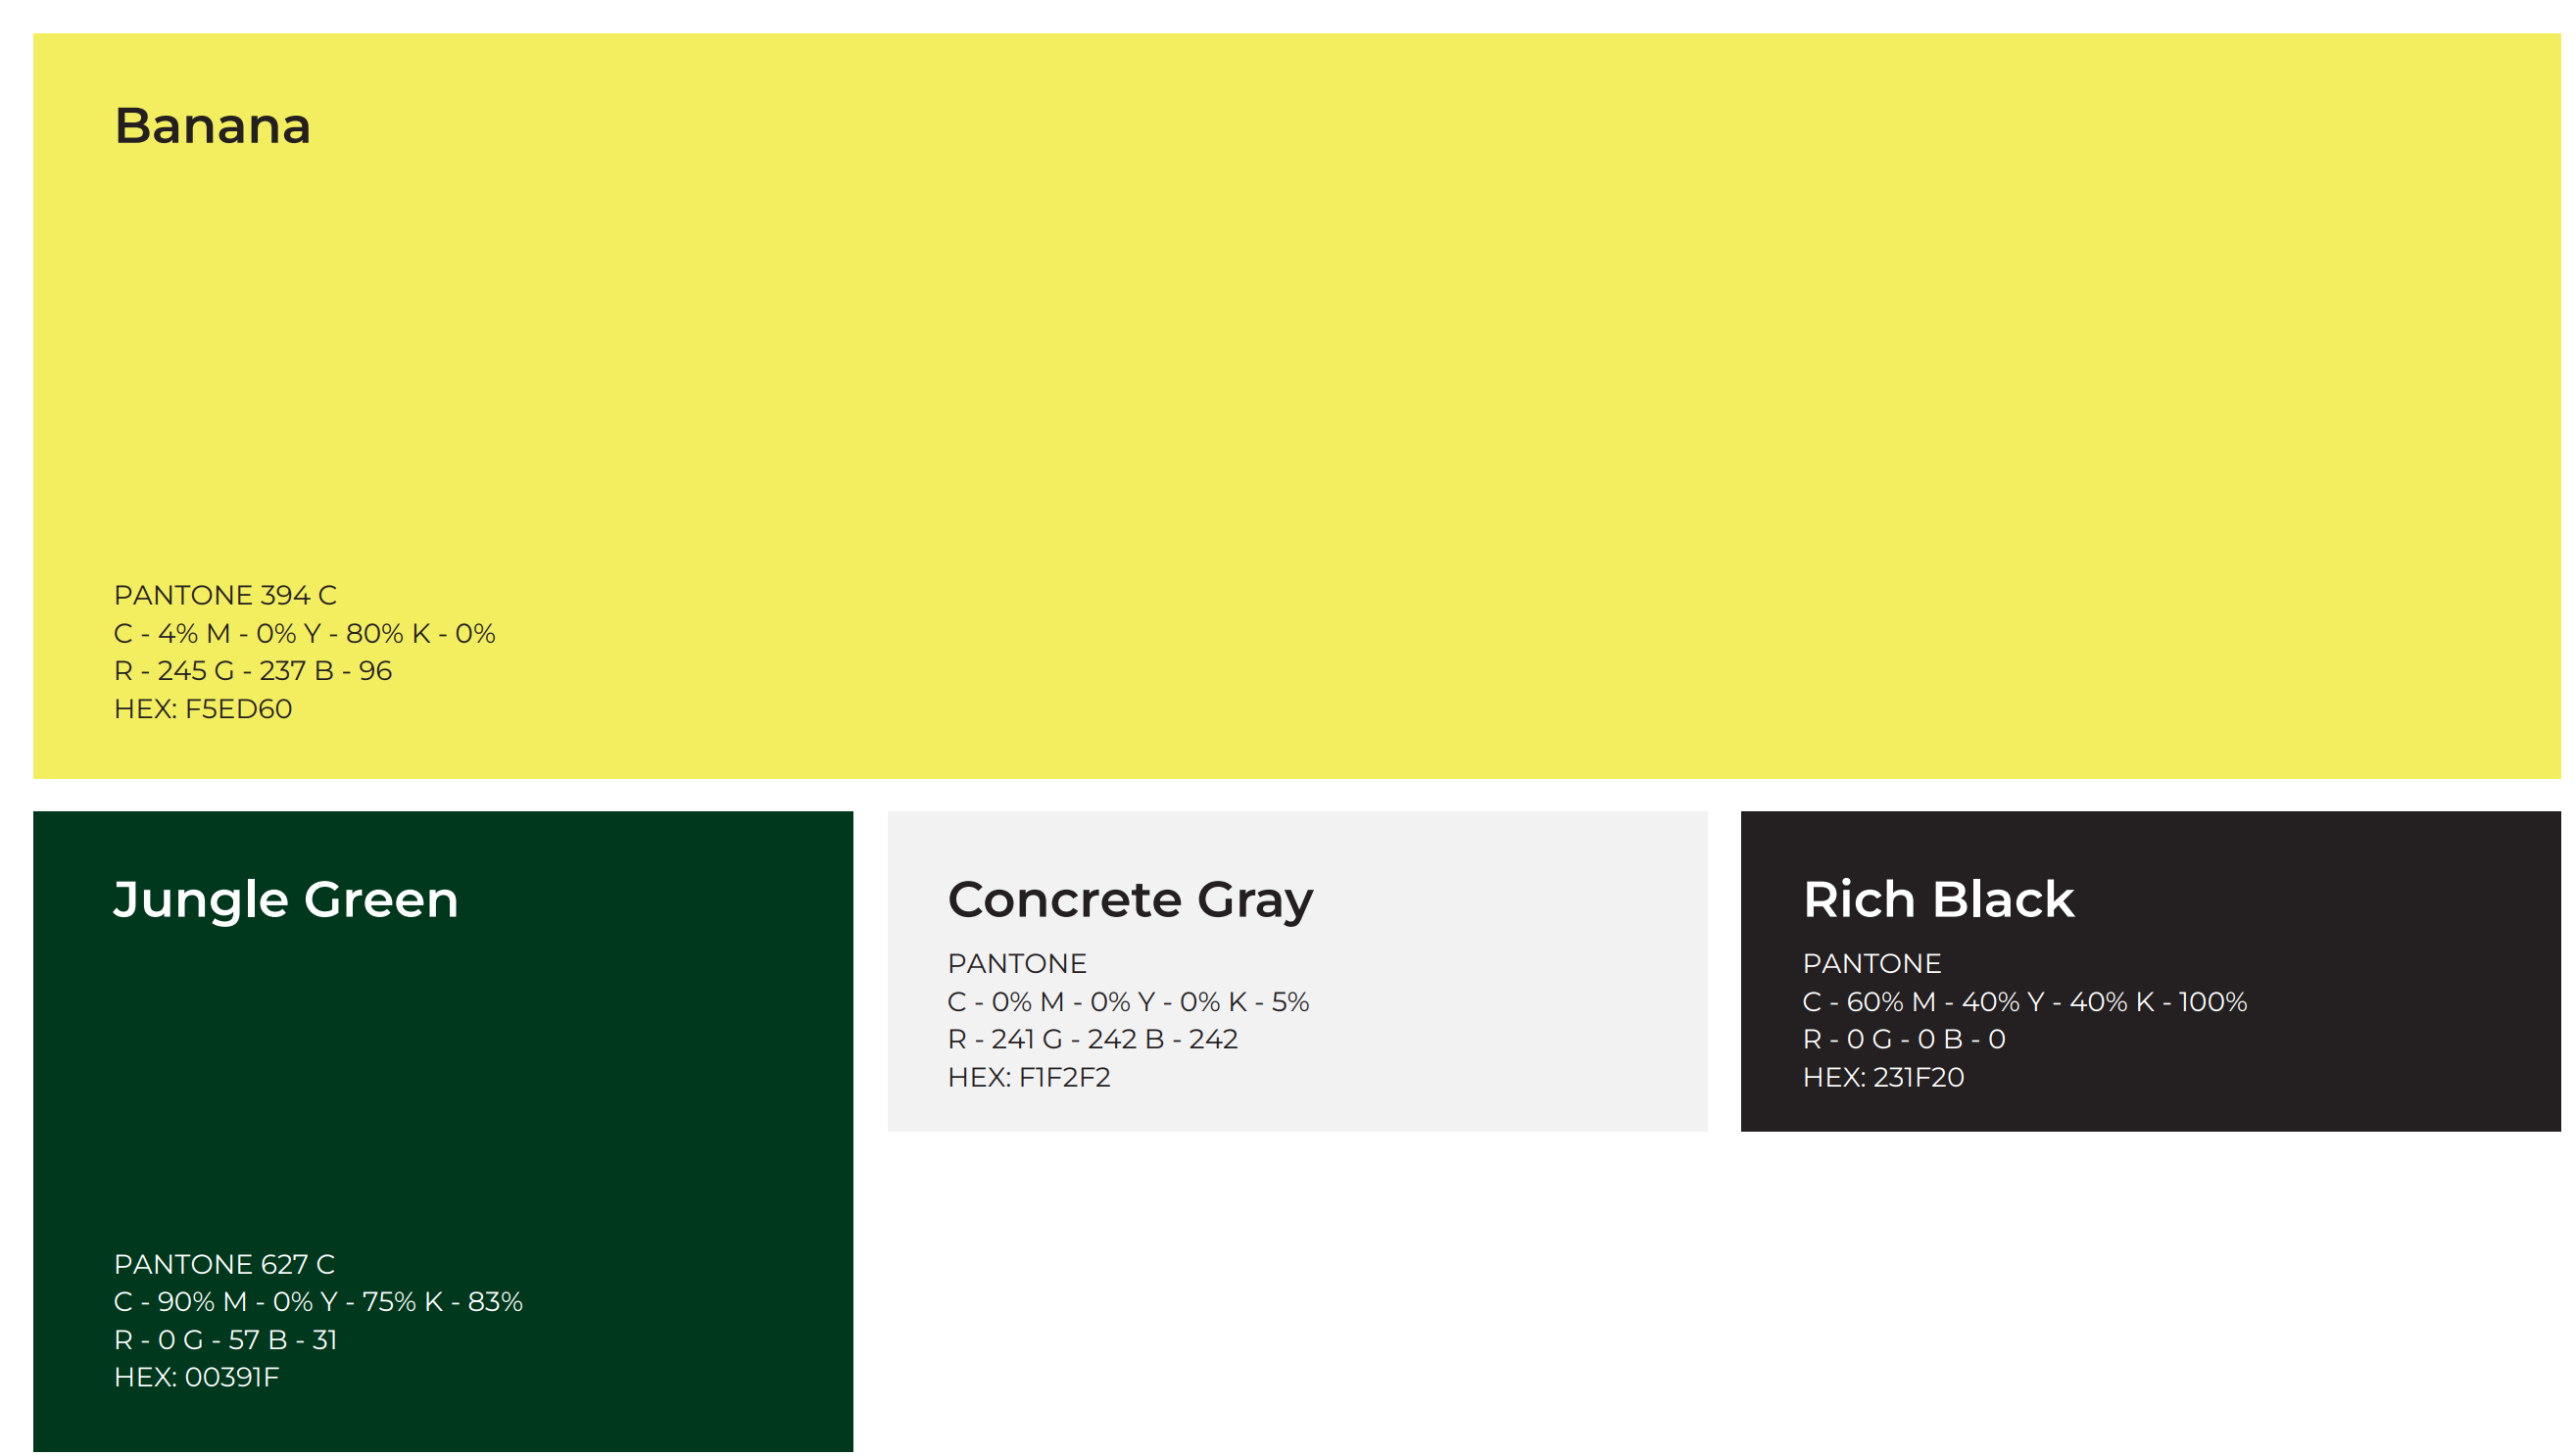 Banana
PANTONE 394 C
C - 4% M - 0% Y - 80% K - 0%
R - 245 G - 237 B - 96
HEX: F5ED60
Jungle Green
PANTONE 627 C
C - 90% M - 0% Y - 75% K - 83%
R - 0 G - 57 B - 31
HEX: 00391F
Concrete Gray
PANTONE
C - 0% M - 0% Y - 0% K - 5%
R - 241 G - 242 B - 242
HEX: F1F2F2
Rich Black
PANTONE
C - 60% M - 40% Y - 40% K - 100%
R - 0 G - 0 B - 0
HEX: 231F20